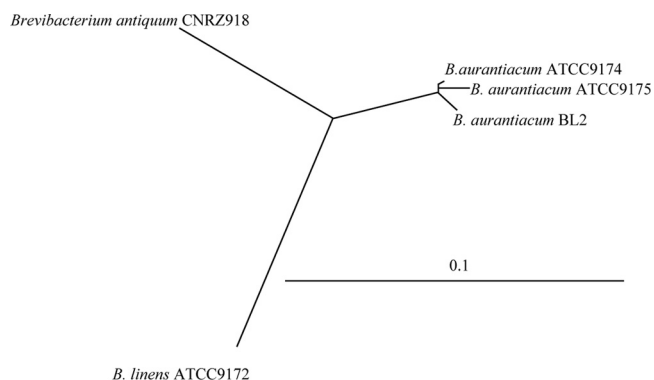 Brevibacterium antiquum CNRZ918
B.aurantiacum ATCC9174
B. aurantiacum ATCC9175
B. aurantiacum BL2
0.1
B. linens ATCC9172